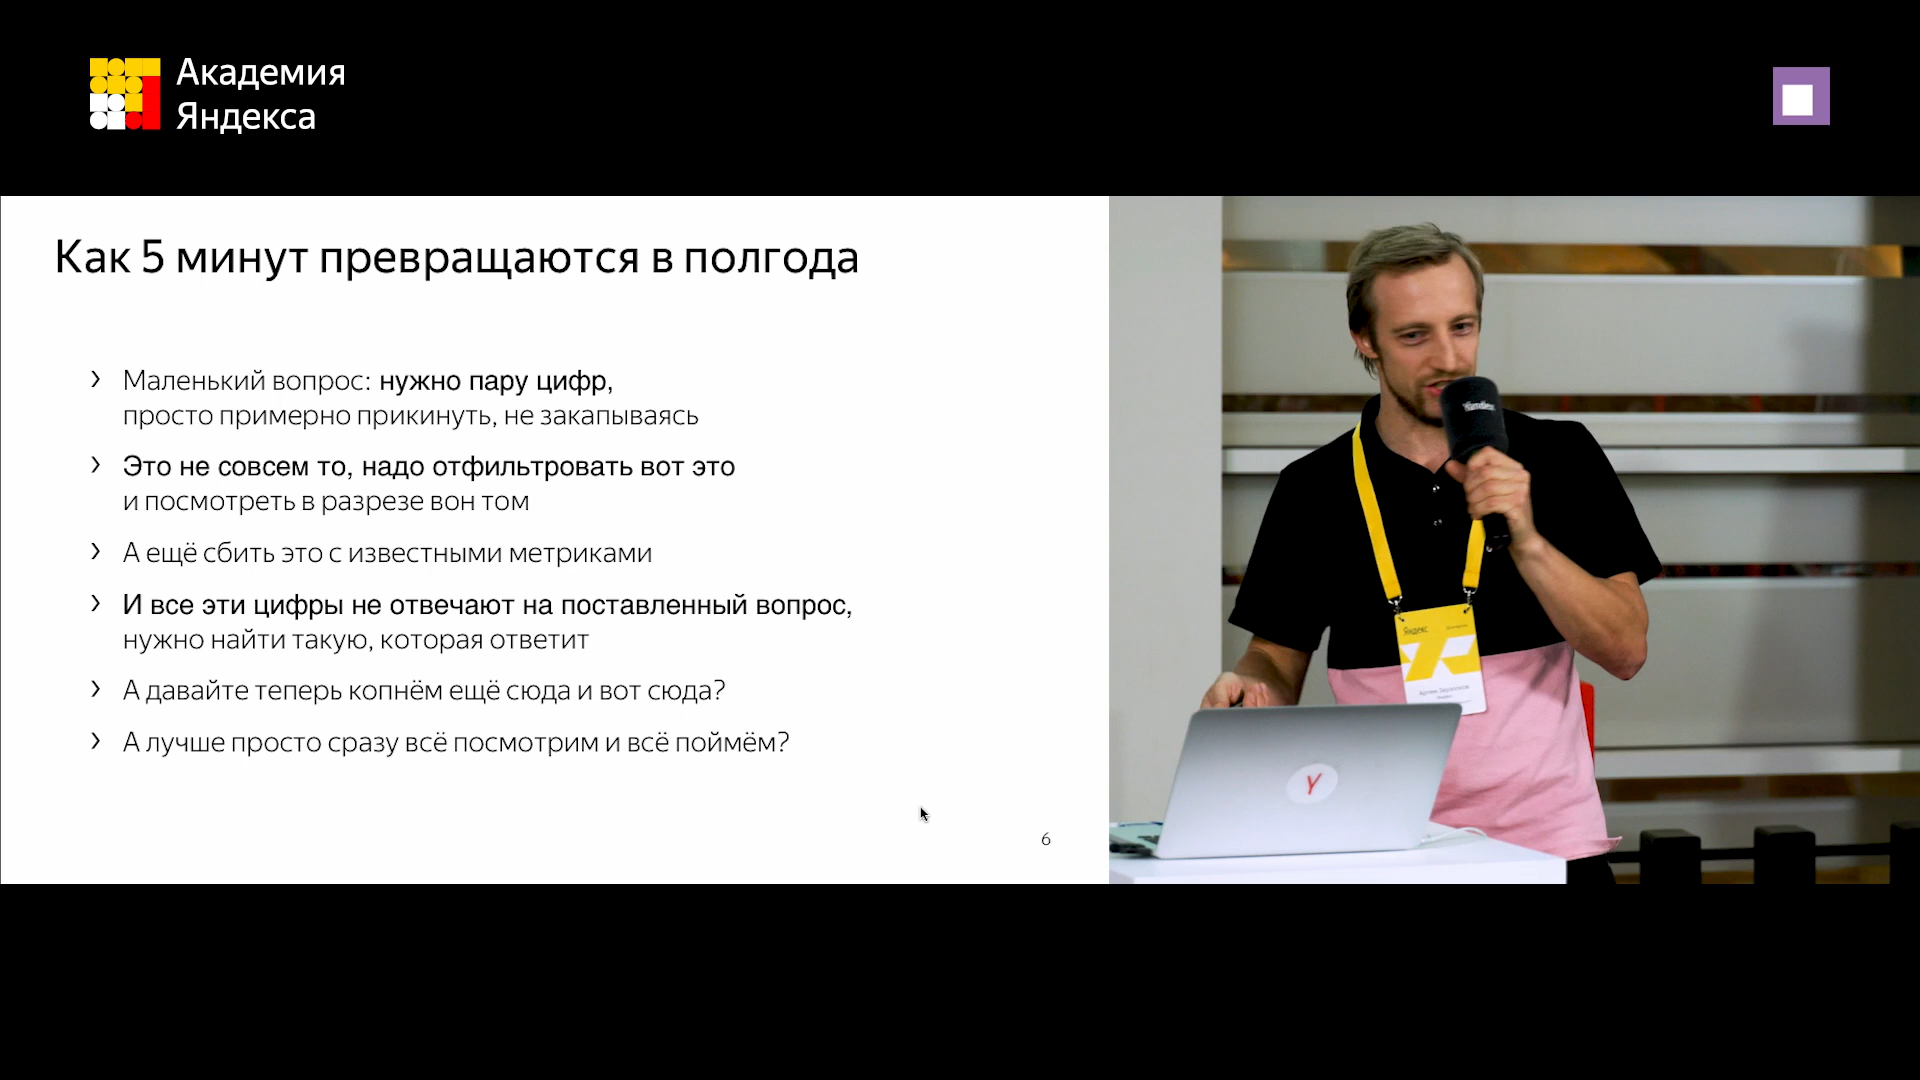 Академия
Яндекса
Как 5 минут превращаются в полгода
› Маленький вопрос: нужно пару цифр,
просто примерно прикинуть, не закапываясь
› Это не совсем то, надо отфильтровать вот это
и посмотреть в разрезе вон том
› А ещё сбить это с известными метриками
› И все эти цифры не отвечают на поставленный вопрос,
нужно найти такую, которая ответит
› А давайте теперь копнём ещё сюда и вот сюда?
› А лучше просто сразу всё посмотрим и всё поймём?
6
Yandex
Яндекс
Y